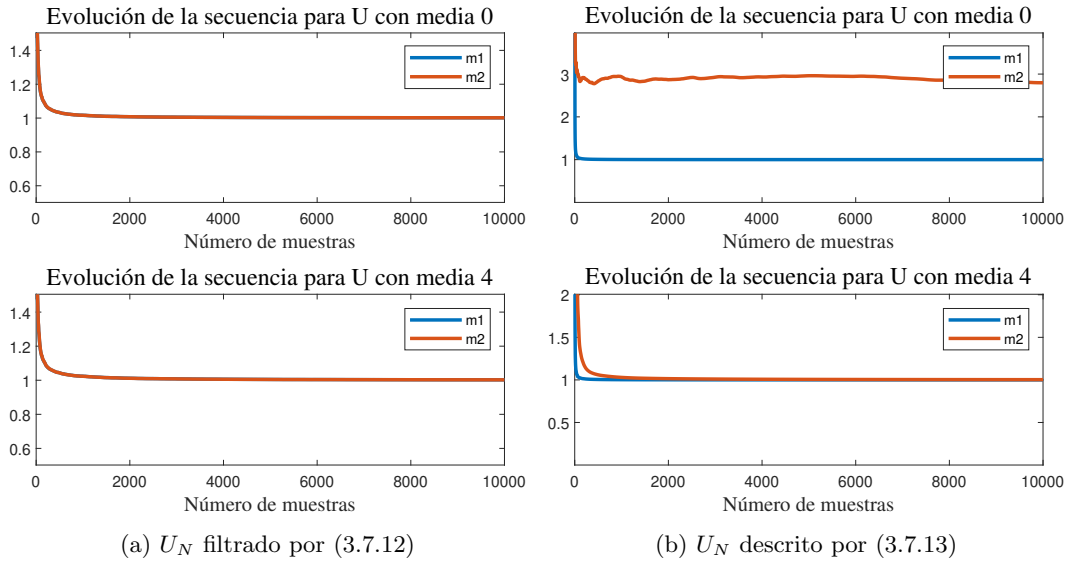 Evolución de la secuencia para U con media 0
1.4
1.2
1
0.8
0.6
m1
m2
0 2000 4000 6000 8000 10000
Número de muestras
Evolución de la secuencia para U con media 4
1.4
1.2
1
0.8
0.6
m1
m2
0 2000 4000 6000 8000 10000
Número de muestras
(a) U_N filtrado por (3.7.12)
Evolución de la secuencia para U con media 0
3
2
1
m1
m2
0 2000 4000 6000 8000 10000
Número de muestras
Evolución de la secuencia para U con media 4
2
1.5
1
0.5
m1
m2
0 2000 4000 6000 8000 10000
Número de muestras
(b) U_N descrito por (3.7.13)